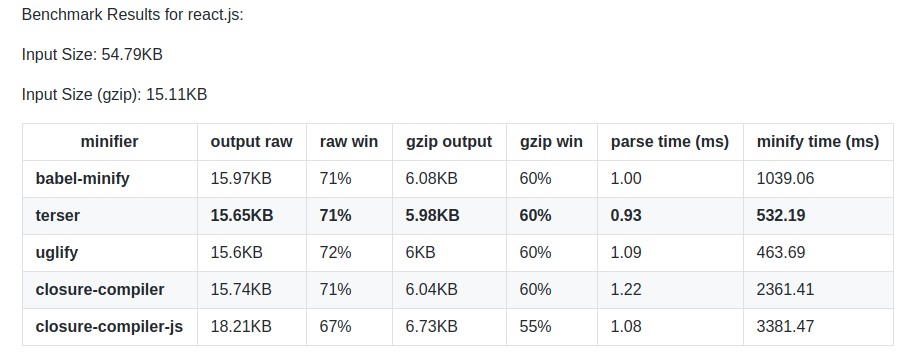 Benchmark Results for react.js:
Input Size: 54.79KB
Input Size (gzip): 15.11KB
minifier output raw raw win gzip output gzip win parse time (ms) minify time (ms)
babel-minify 15.97KB 71% 6.08KB 60% 1.00 1039.06
terser 15.65KB 71% 5.98KB 60% 0.93 532.19
uglify 15.6KB 72% 6KB 60% 1.09 463.69
closure-compiler 15.74KB 71% 6.04KB 60% 1.22 2361.41
closure-compiler-js 18.21KB 67% 6.73KB 55% 1.08 3381.47